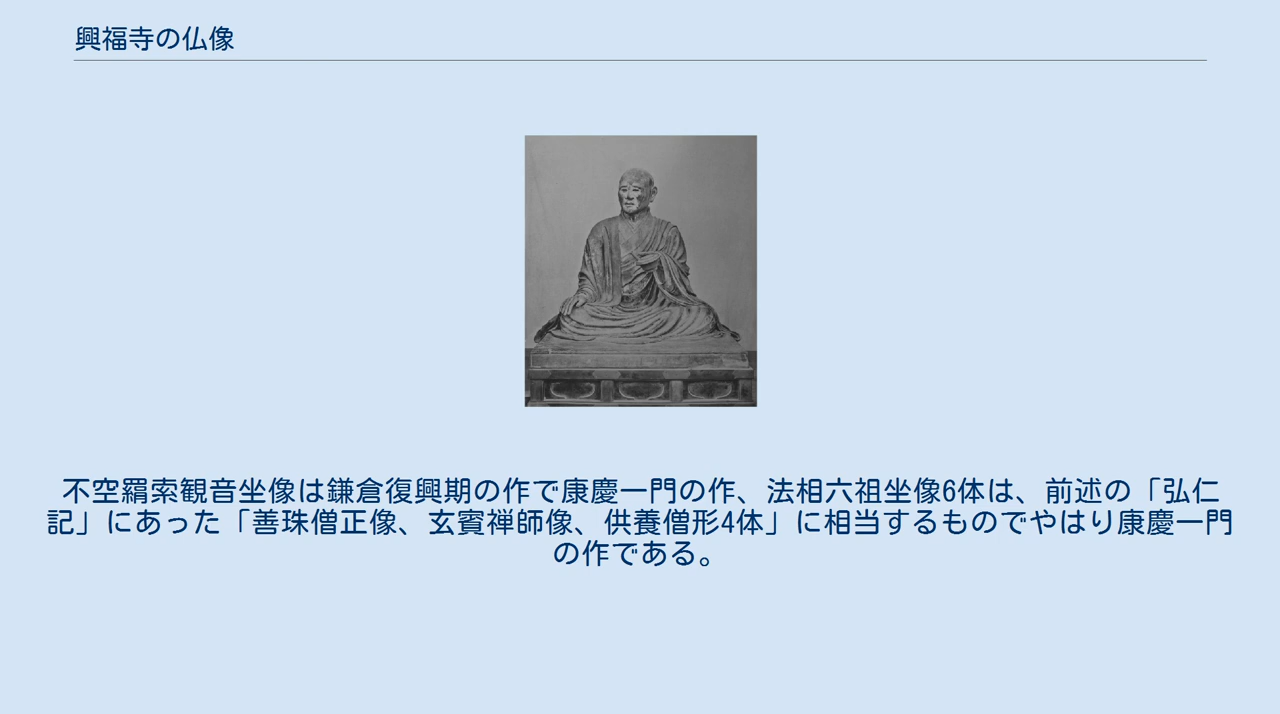 興福寺の仏像
不空羂索観音坐像は鎌倉復興期の作で康慶一門の作、法相六祖坐像6体は、前述の「弘仁
記」にあった「善珠僧正像、玄賓禅師像、供養僧形4体」に相当するものでやはり康慶一門
の作である。